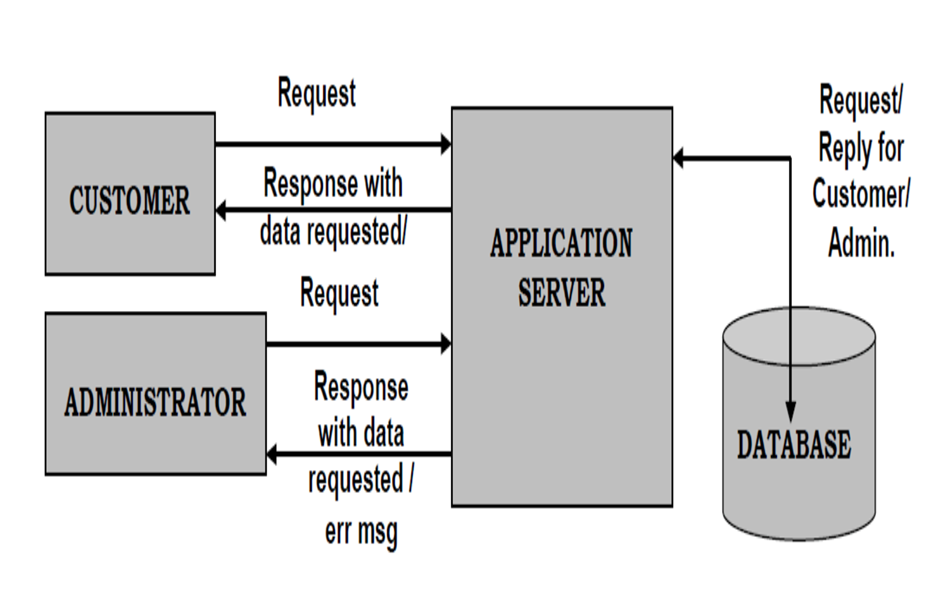 Request
CUSTOMER
Response with
data requested/
Request
ADMINISTRATOR
Response
with data
requested /
err msg
APPLICATION
SERVER
Request/
Reply for
Customer/
Admin.
DATABASE